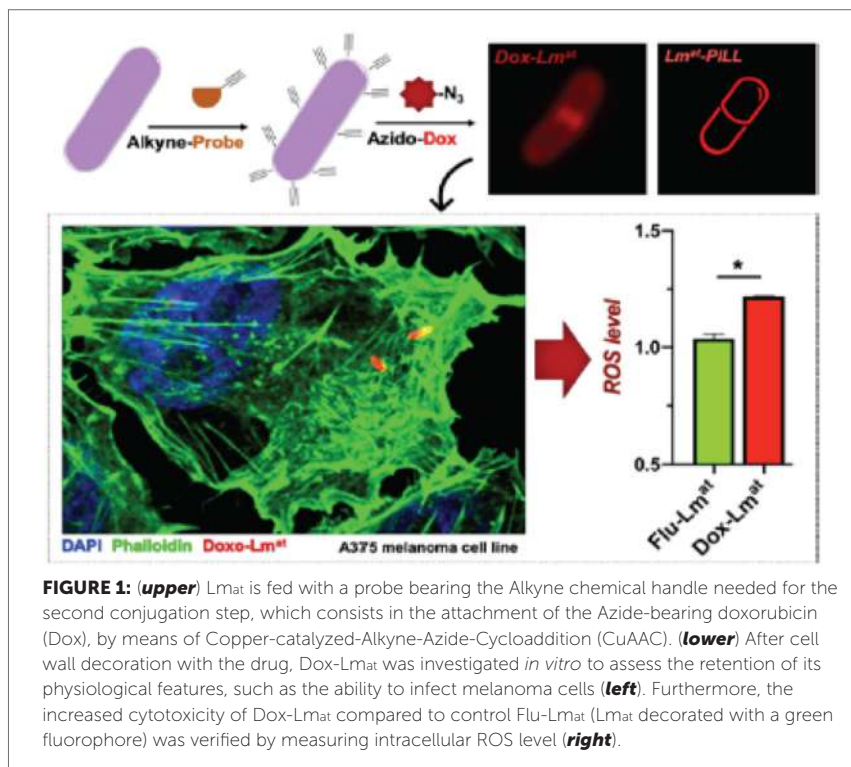 Dox-Lmᵃᵗ
Lmᵃᵗ-PILL
-N₃
Alkyne-Probe
Azido-Dox
1.5
*
1.0
ROS level
0.5
Flu-Lmᵃᵗ
Dox-Lmᵃᵗ
DAPI Phalloidin Doxo-Lmᵃᵗ
A375 melanoma cell line
FIGURE 1: (upper) Lmat is fed with a probe bearing the Alkyne chemical handle needed for the
second conjugation step, which consists in the attachment of the Azide-bearing doxorubicin
(Dox), by means of Copper-catalyzed-Alkyne-Azide-Cycloaddition (CuAAC). (lower) After cell
wall decoration with the drug, Dox-Lmat was investigated in vitro to assess the retention of its
physiological features, such as the ability to infect melanoma cells (left). Furthermore, the
increased cytotoxicity of Dox-Lmat compared to control Flu-Lmat (Lmat decorated with a green
fluorophore) was verified by measuring intracellular ROS level (right).